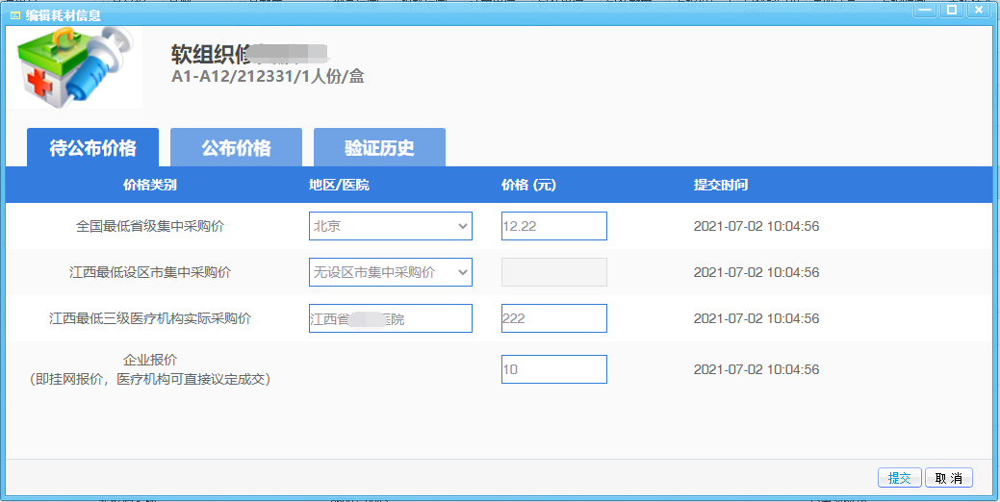 编辑耗材信息
软组织修
A1-A12/212331/1人份/盒
待公布价格 公布价格 验证历史
价格类别 地区/医院 价格 (元) 提交时间
全国最低省级集中采购价 北京 12.22 2021-07-02 10:04:56
江西最低设区市集中采购价 无设区市集中采购价 2021-07-02 10:04:56
江西最低三级医疗机构实际采购价 江西省 医院 222 2021-07-02 10:04:56
企业报价
(即挂网报价，医疗机构可直接议定成交) 10 2021-07-02 10:04:56
提交 取消